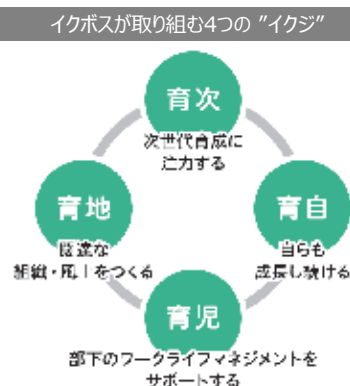 イクボスが取り組む4つの ”イクジ”
育次
次世代育成に
注力する
育自
自らも
成長し続ける
育児
部下のワークライフマネジメントを
サポートする
育地
闊達な
組織・風土をつくる